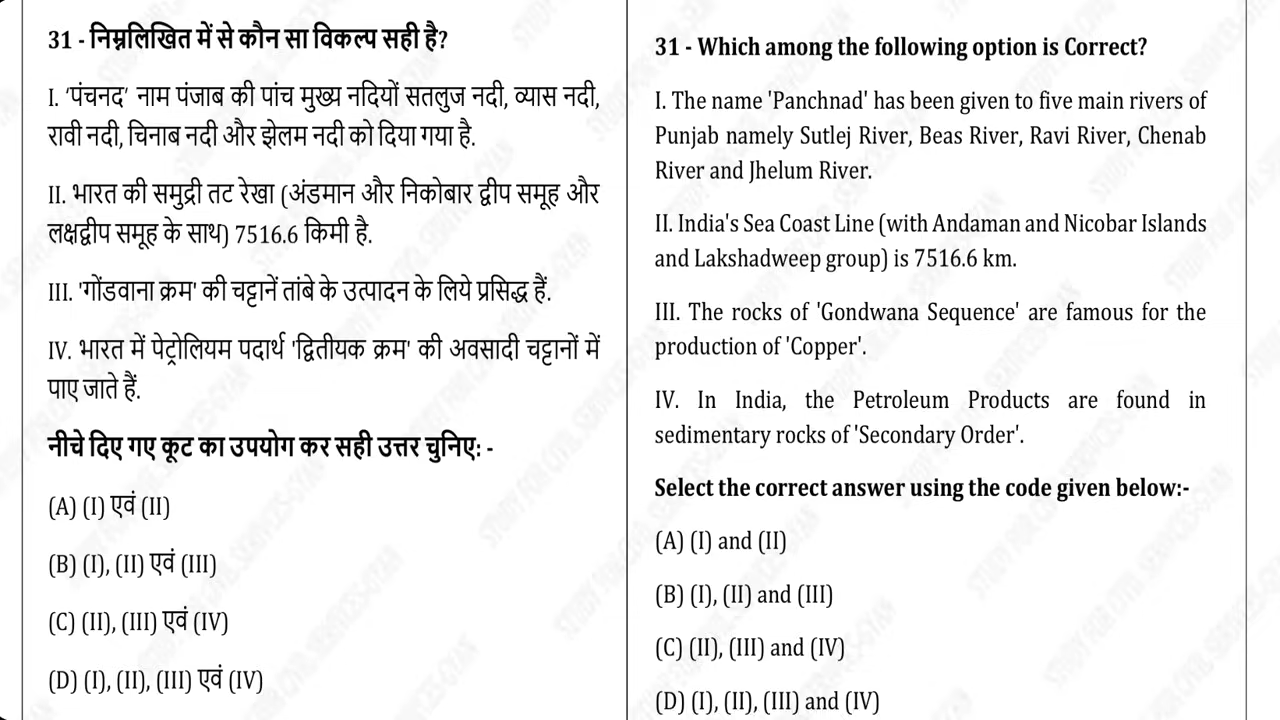 31 - निम्नलिखित में से कौन सा विकल्प सही है?
I. ‘पंचनद’ नाम पंजाब की पांच मुख्य नदियों सतलुज नदी, व्यास नदी,
रावी नदी, चिनाब नदी और झेलम नदी को दिया गया है.
II. भारत की समुद्री तट रेखा (अंडमान और निकोबार द्वीप समूह और
लक्षद्वीप समूह के साथ) 7516.6 किमी है.
III. 'गोंडवाना क्रम' की चट्टानें तांबे के उत्पादन के लिये प्रसिद्ध हैं.
IV. भारत में पेट्रोलियम पदार्थ 'द्वितीयक क्रम' की अवसादी चट्टानों में
पाए जाते हैं.
नीचे दिए गए कूट का उपयोग कर सही उत्तर चुनिए: -
(A) (I) एवं (II)
(B) (I), (II) एवं (III)
(C) (II), (III) एवं (IV)
(D) (I), (II), (III) एवं (IV)
31 - Which among the following option is Correct?
I. The name 'Panchnad' has been given to five main rivers of
Punjab namely Sutlej River, Beas River, Ravi River, Chenab
River and Jhelum River.
II. India's Sea Coast Line (with Andaman and Nicobar Islands
and Lakshadweep group) is 7516.6 km.
III. The rocks of 'Gondwana Sequence' are famous for the
production of 'Copper'.
IV. In India, the Petroleum Products are found in
sedimentary rocks of 'Secondary Order'.
Select the correct answer using the code given below:-
(A) (I) and (II)
(B) (I), (II) and (III)
(C) (II), (III) and (IV)
(D) (I), (II), (III) and (IV)